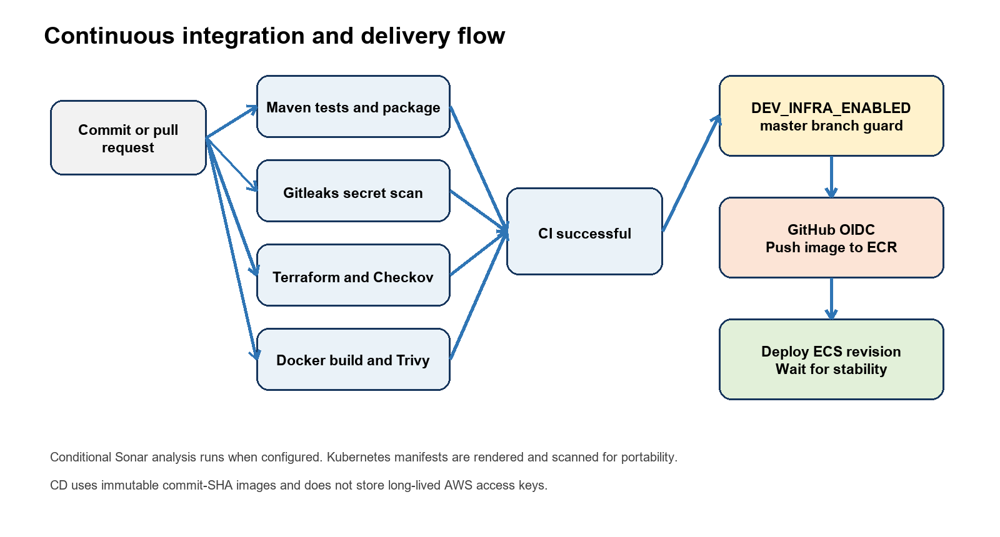 Continuous integration and delivery flow
Commit or pull
request
Maven tests and package
Gitleaks secret scan
Terraform and Checkov
Docker build and Trivy
CI successful
DEV_INFRA_ENABLED
master branch guard
GitHub OIDC
Push image to ECR
Deploy ECS revision
Wait for stability
Conditional Sonar analysis runs when configured. Kubernetes manifests are rendered and scanned for portability.
CD uses immutable commit-SHA images and does not store long-lived AWS access keys.